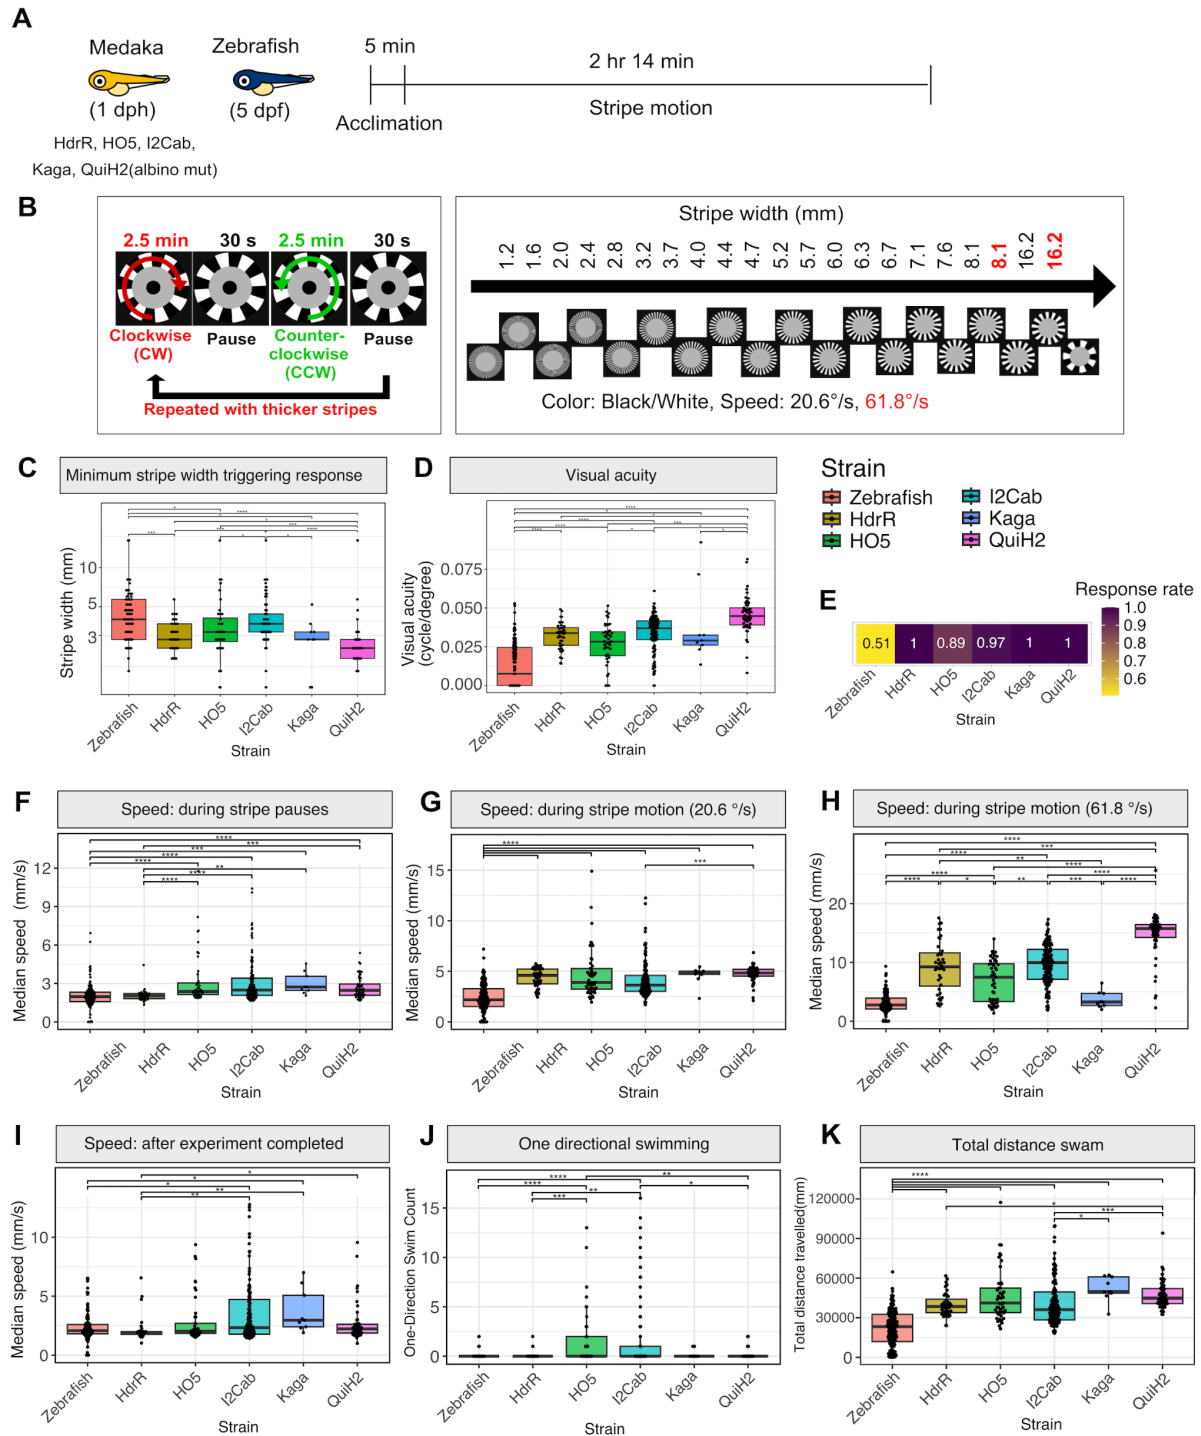 A
Medaka
Zebrafish
5 min
2 hr 14 min
(1 dph)
(5 dpf)
Acclimation
Stripe motion
HdrR, HO5, I2Cab,
Kaga, QuiH2(albino mut)
B
2.5 min
30 s
2.5 min
30 s
Clockwise
(CW)
Pause
Counter-
clockwise
(CCW)
Pause
Repeated with thicker stripes
Stripe width (mm)
1.2
1.6
2.0
2.4
2.8
3.2
3.7
4.0
4.4
4.7
5.2
5.7
6.0
6.3
6.7
7.1
7.6
8.1
8.1
16.2
16.2
Color: Black/White, Speed: 20.6°/s, 61.8°/s
C
Minimum stripe width triggering response
Stripe width (mm)
10
5
3
Zebrafish
HdrR
HO5
I2Cab
Kaga
QuiH2
Strain
D
Visual acuity
Visual acuity
(cycle/degree)
0.075
0.050
0.025
0.000
Zebrafish
HdrR
HO5
I2Cab
Kaga
QuiH2
Strain
Strain
Zebrafish
HdrR
HO5
I2Cab
Kaga
QuiH2
E
Response rate
1.0
0.9
0.8
0.7
0.6
0.51
1
0.89
0.97
1
1
Zebrafish
HdrR
HO5
I2Cab
Kaga
QuiH2
Strain
F
Speed: during stripe pauses
Median speed (mm/s)
12
9
6
3
0
Zebrafish
HdrR
HO5
I2Cab
Kaga
QuiH2
Strain
G
Speed: during stripe motion (20.6 °/s)
Median speed (mm/s)
15
10
5
0
Zebrafish
HdrR
HO5
I2Cab
Kaga
QuiH2
Strain
H
Speed: during stripe motion (61.8 °/s)
Median speed (mm/s)
20
10
0
Zebrafish
HdrR
HO5
I2Cab
Kaga
QuiH2
Strain
I
Speed: after experiment completed
Median speed (mm/s)
10
5
0
Zebrafish
HdrR
HO5
I2Cab
Kaga
QuiH2
Strain
J
One directional swimming
One-Direction Swim Count
15
10
5
0
Zebrafish
HdrR
HO5
I2Cab
Kaga
QuiH2
Strain
K
Total distance swam
Total distance travelled(mm)
120000
90000
60000
30000
0
Zebrafish
HdrR
HO5
I2Cab
Kaga
QuiH2
Strain